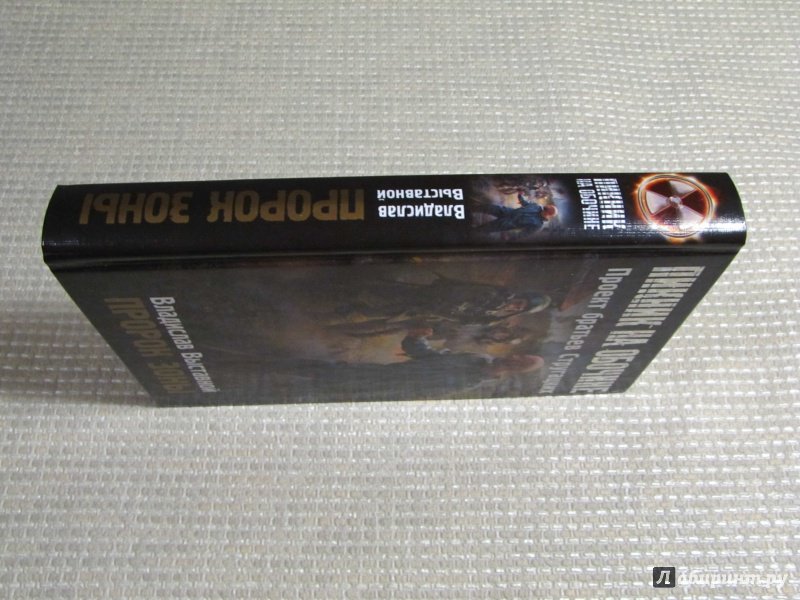 ПИКНИК
НА ОБОЧИНЕ
Владислав
Выставной
ПРОРОК ЗОНЫ
ПИКНИК НА ОБОЧИНЕ
Проект братьев Стругацких
Владислав Выставной
ПРОРОК ЗОНЫ
Лабиринт.ру